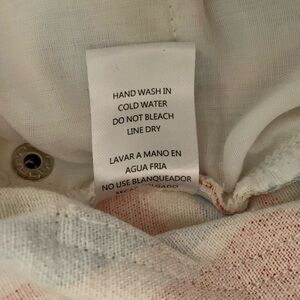 HAND WASH IN
COLD WATER
DO NOT BLEACH
LINE DRY
LAVAR A MANO EN
AGUA FRIA
NO USE BLANQUEADOR